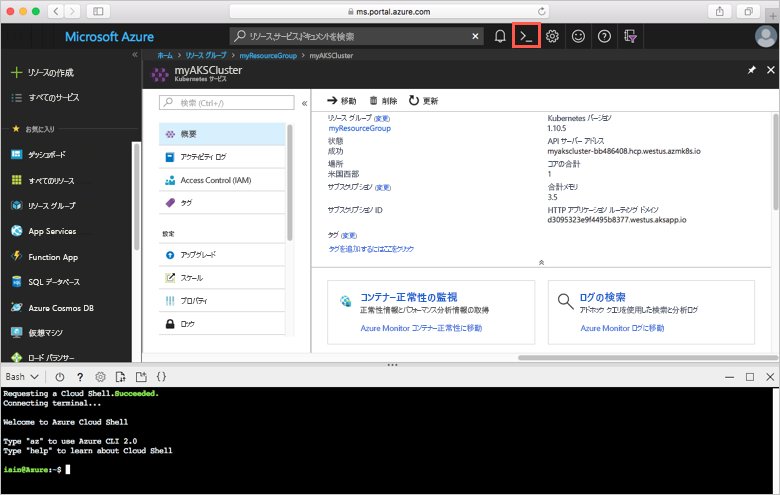 ms.portal.azure.com
Microsoft Azure
リソース、サービス、ドキュメントを検索
ホーム > リソース グループ > myResourceGroup > myAKSCluster
myAKSCluster
Kubernetes サービス
リソースの作成
すべてのサービス
お気に入り
ダッシュボード
すべてのリソース
リソース グループ
App Services
Function App
SQL データベース
Azure Cosmos DB
仮想マシン
ロード バランサー
検索 (Ctrl+/)
概要
アクティビティ ログ
Access Control (IAM)
タグ
設定
アップグレード
スケール
プロパティ
ロック
移動
削除
更新
リソース グループ (変更)
myResourceGroup
状態
成功
場所
米国西部
サブスクリプション (変更)
サブスクリプション ID
タグ (変更)
タグを追加するにはここをクリック
Kubernetes バージョン
1.10.5
API サーバー アドレス
myakscluster-bb486408.hcp.westus.azmk8s.io
コアの合計
1
合計メモリ
3.5
HTTP アプリケーション ルーティング ドメイン
d3095323e9f4495b8377.westus.aksapp.io
コンテナー正常性の監視
正常性情報とパフォーマンス分析情報の取得
Azure Monitor コンテナー正常性に移動
ログの検索
アドホック クエリを使用した検索と分析ログ
Azure Monitor ログに移動
Bash
Requesting a Cloud Shell.Succeeded.
Connecting terminal...
Welcome to Azure Cloud Shell
Type "az" to use Azure CLI 2.0
Type "help" to learn about Cloud Shell
iain@Azure:~$